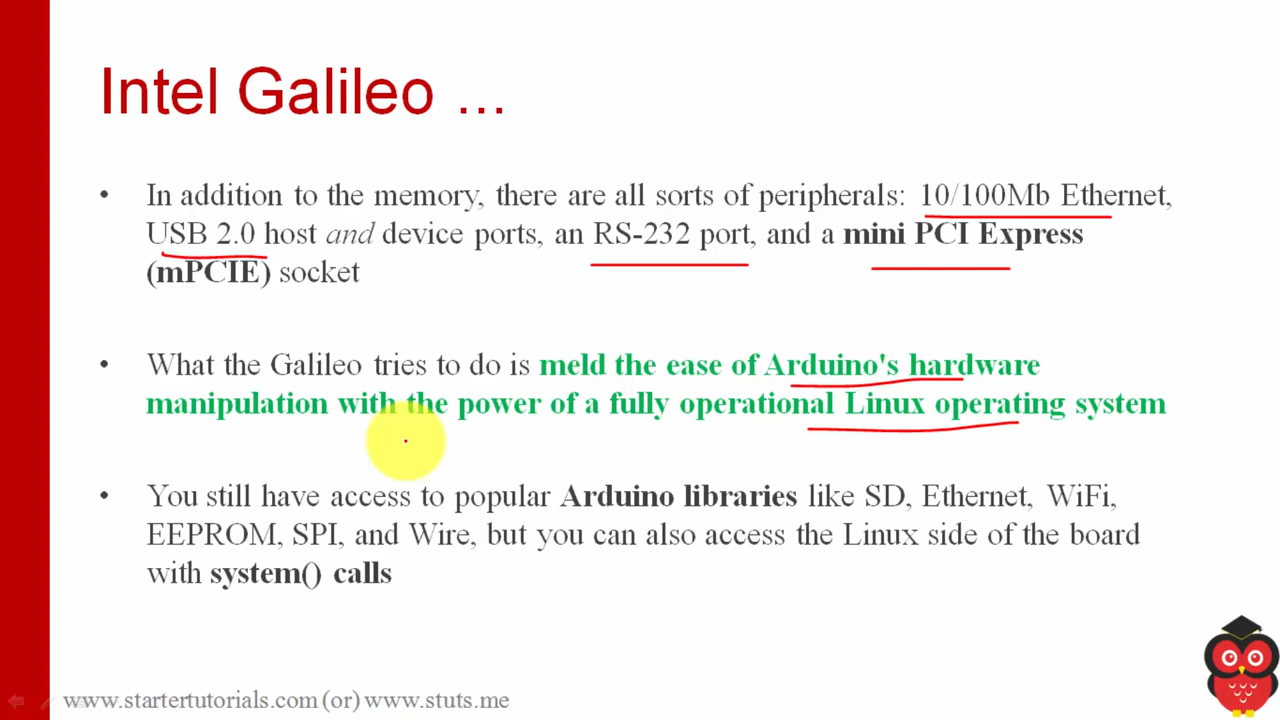 Intel Galileo ...
• In addition to the memory, there are all sorts of peripherals: 10/100Mb Ethernet,
USB 2.0 host and device ports, an RS-232 port, and a mini PCI Express
(mPCIE) socket
• What the Galileo tries to do is meld the ease of Arduino's hardware
manipulation with the power of a fully operational Linux operating system
• You still have access to popular Arduino libraries like SD, Ethernet, WiFi,
EEPROM, SPI, and Wire, but you can also access the Linux side of the board
with system() calls
www.startertutorials.com (or) www.stuts.me